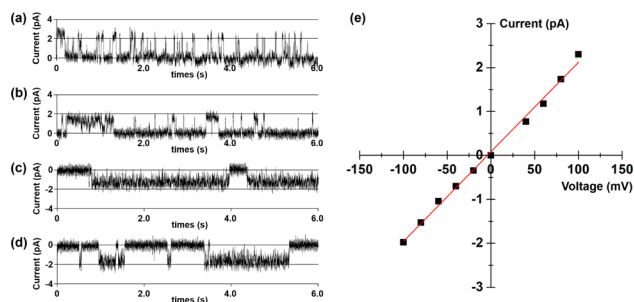 (a)
Current (pA)
4
2
0
0 2.0 4.0 6.0
times (s)
(b)
Current (pA)
4
2
0
0 2.0 4.0 6.0
times (s)
(c)
Current (pA)
0
-2
-4
0 2.0 4.0 6.0
times (s)
(d)
Current (pA)
0
-2
-4
0 2.0 4.0 6.0
times (s)
(e)
Current (pA)
3
2
1
0
-1
-2
-3
-150 -100 -50 0 50 100 150
Voltage (mV)